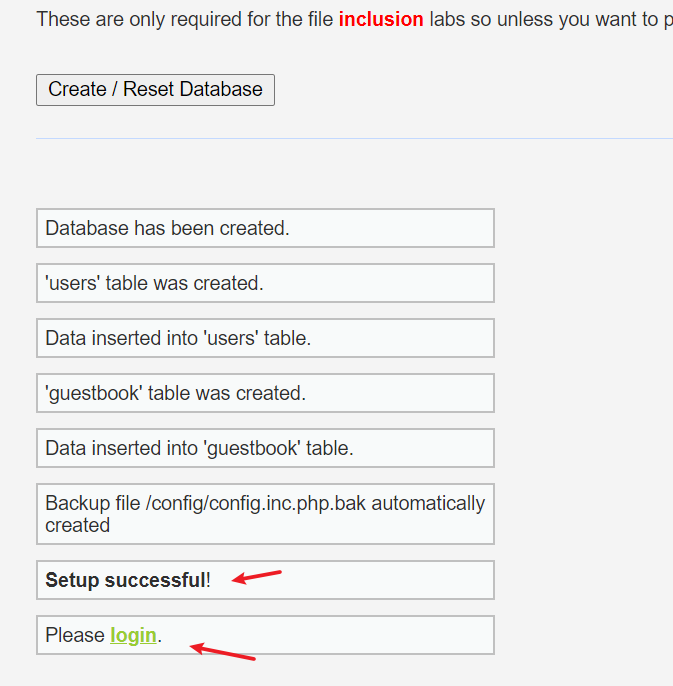 These are only required for the file inclusion labs so unless you want to
Create / Reset Database
Database has been created.
'users' table was created.
Data inserted into 'users' table.
'guestbook' table was created.
Data inserted into 'guestbook' table.
Backup file /config/config.inc.php.bak automatically
created
Setup successful!
Please login.